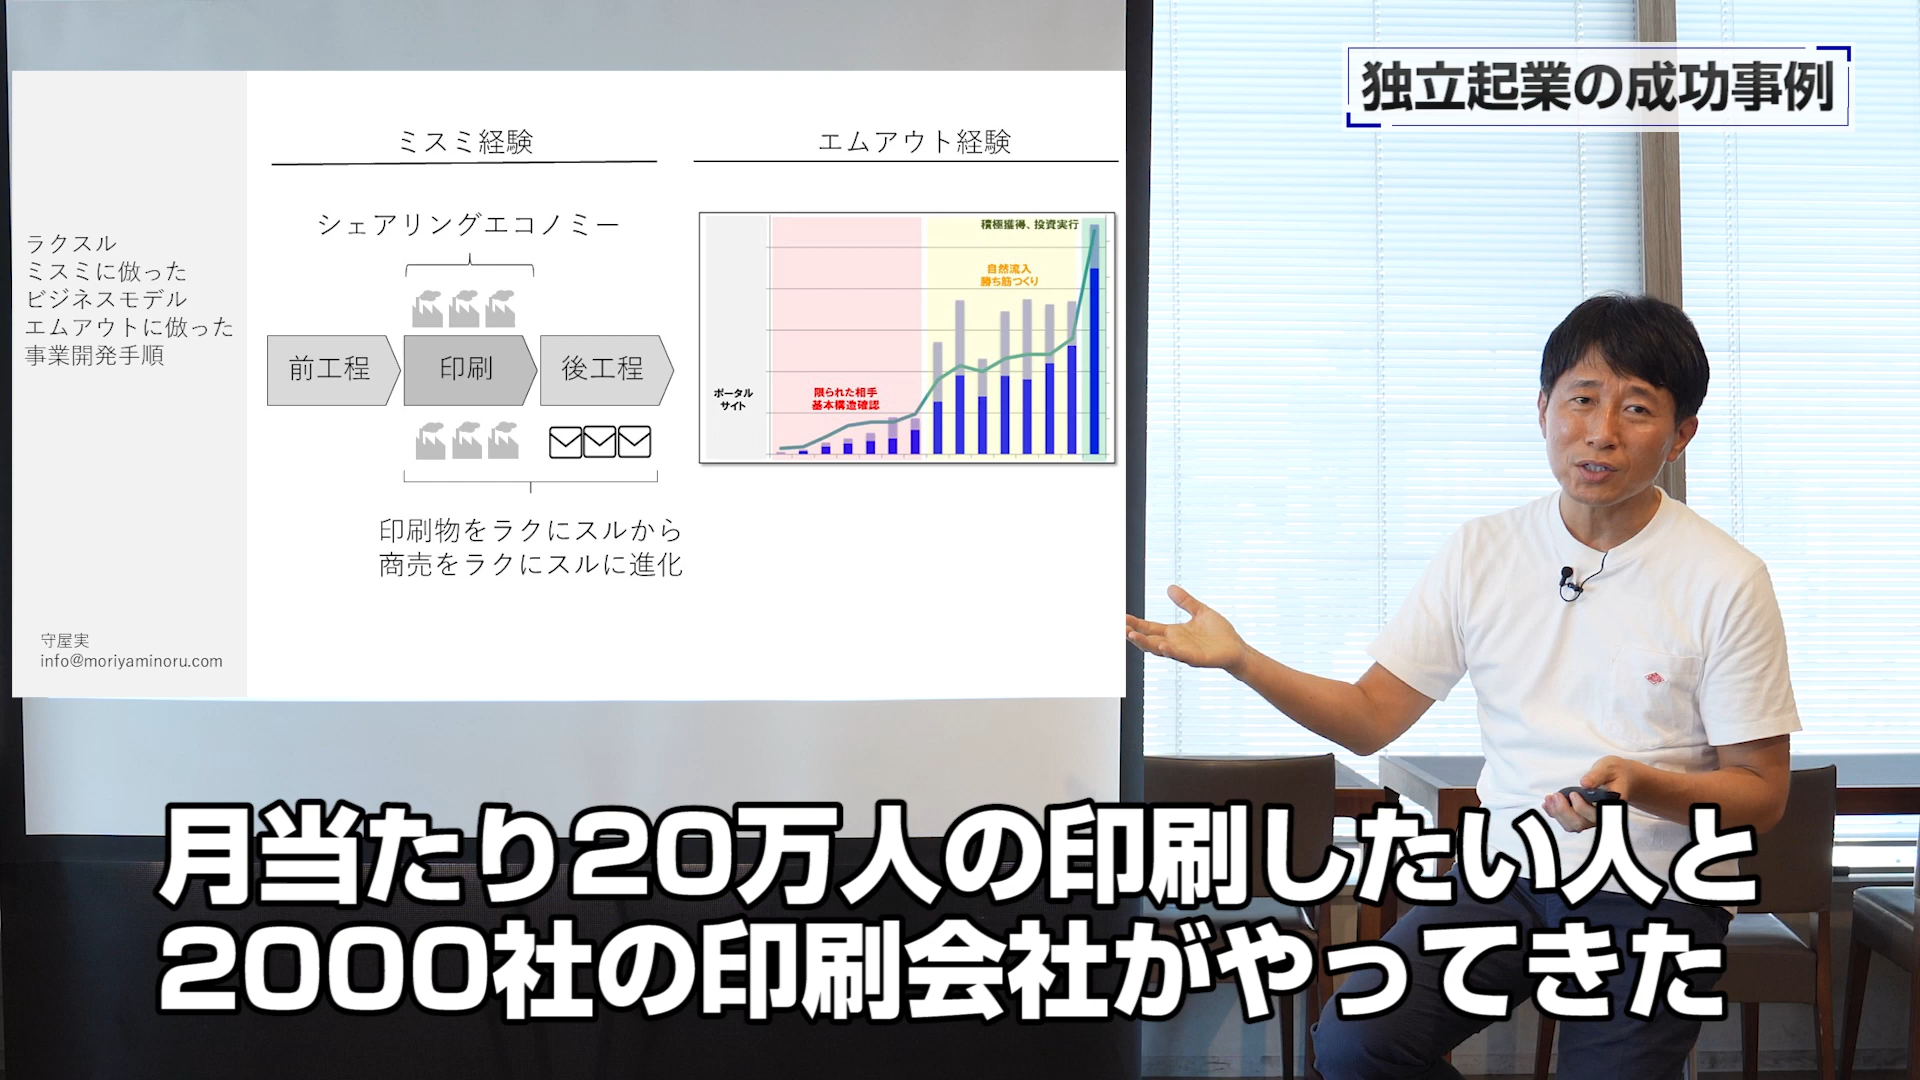 独立起業の成功事例
ミスミ経験
エムアウト経験
シェアリングエコノミー
ラクスル
ミスミに倣った
ビジネスモデル
エムアウトに倣った
事業開発手順
前工程
印刷
後工程
印刷物をラクにスルから
商売をラクにスルに進化
積極獲得、投資実行
自然流入
勝ち筋つくり
限られた相手
基本構造確認
ポータル
サイト
守屋実
info@moriyaminoru.com
月当たり20万人の印刷したい人と
2000社の印刷会社がやってきた